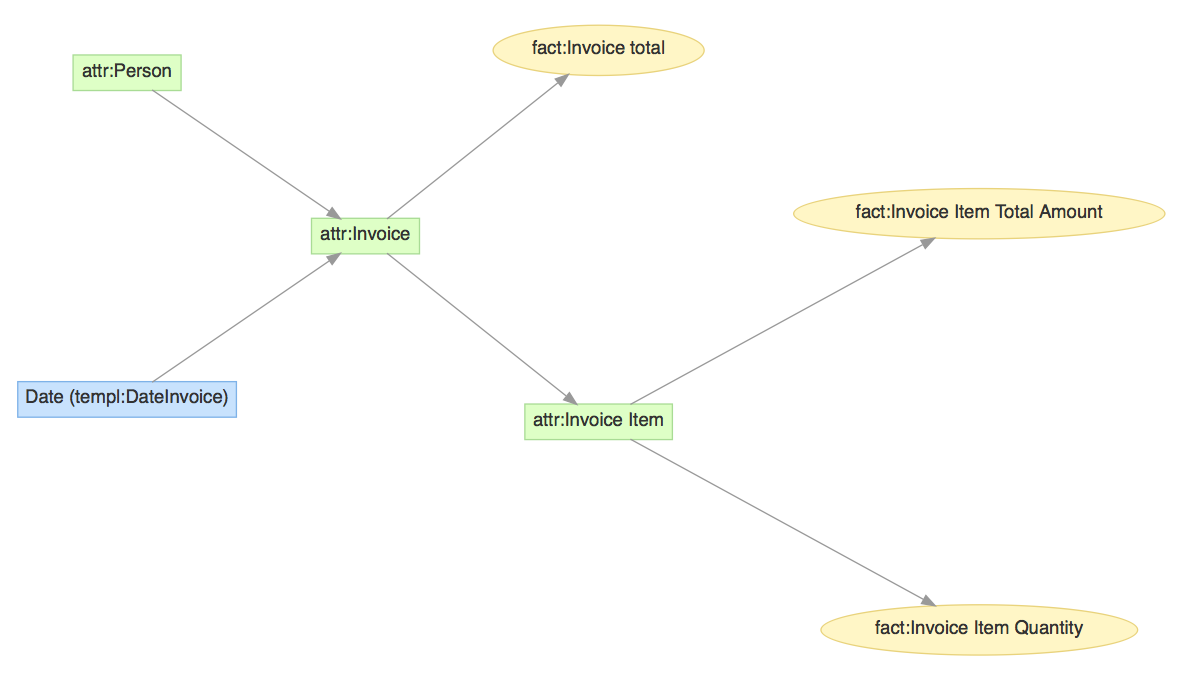 fact:Invoice total
attr:Person
fact:Invoice Item Total Amount
attr:Invoice
Date (templ:DateInvoice)
attr:Invoice Item
fact:Invoice Item Quantity